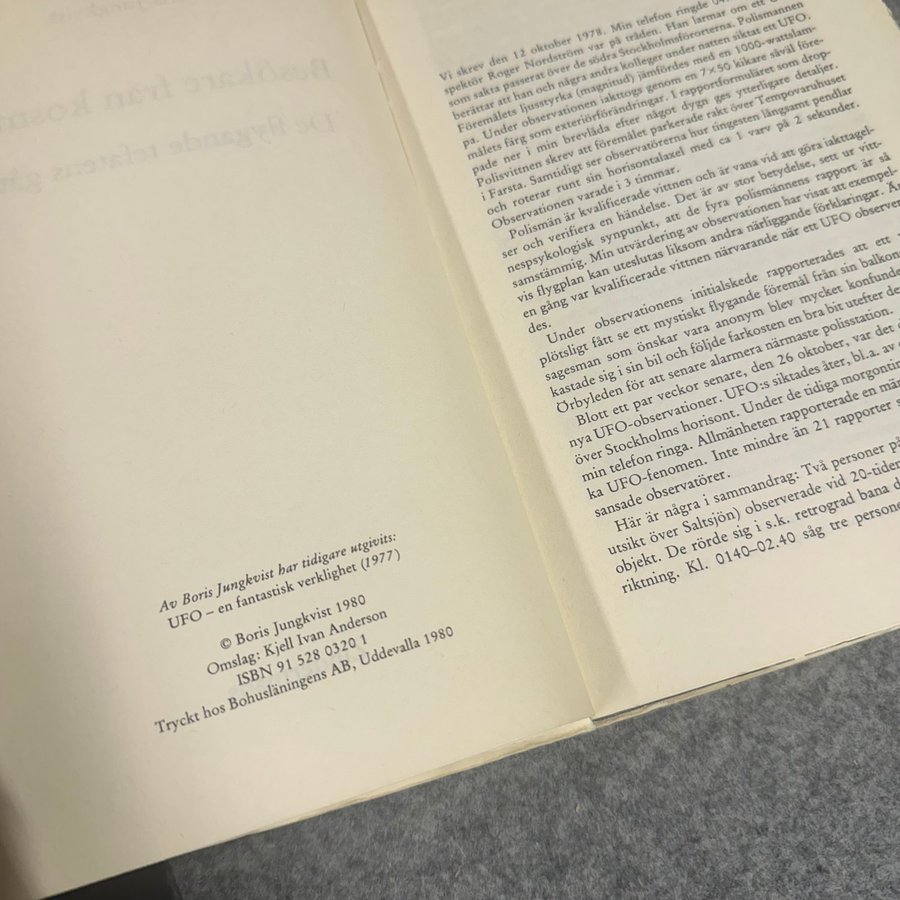 Av Boris Jungkvist har tidigare utgivits:
UFO – en fantastisk verklighet (1977)
© Boris Jungkvist 1980
Omslag: Kjell Ivan Anderson
ISBN 91 528 0320 1
Tryckt hos Bohusläningens AB, Uddevalla 1980
Vi skrev den 12 oktober 1978. Min telefon ringde
spektör Roger Nordström var på tråden. Han larmar om ett
som sakta passerat över de södra Stockholmsförorterna. Polismannen
berättar att han och några andra kolleger under natten siktat ett UFO.
Föremålets ljusstyrka (magnitud) jämfördes med en 1000-wattslam-
pa. Under observationen iakttogs genom en 7×50 kikare såväl före-
målets färg som exteriörförändringar. I rapportformuläret som drop-
pade ner i min brevlåda efter något dygn ges ytterligare detaljer.
Polisvittnen skrev att föremålet parkerade rakt över Tempovaruhuset
i Farsta. Samtidigt ser observatörerna hur tingesten långsamt pendlar
och roterar runt sin horisontalaxel med ca 1 varv på 2 sekunder.
Observationen varade i 3 timmar.
Polismän är kvalificerade vittnen och är vana vid att göra iakttagel-
ser och verifiera en händelse. Det är av stor betydelse, sett ur vitt-
nespsykologisk synpunkt, att de fyra polismännens rapport är så
samstämmig. Min utvärdering av observationen har visat att exempel-
vis flygplan kan uteslutas liksom andra närliggande förklaringar.
en gång var kvalificerade vittnen närvarande när ett UFO observera
des.
Under observationens initialskede rapporterades att ett
plötsligt fått se ett mystiskt flygande föremål från sin balkon
sagesman som önskar vara anonym blev mycket konfunde
kastade sig i sin bil och följde farkosten en bra bit utefter
Örbyleden för att senare alarmera närmaste polisstation.
Blott ett par veckor senare, den 26 oktober, var det
nya UFO-observationer. UFO:s siktades åter, bl.a. av
över Stockholms horisont. Under de tidiga morgontim
min telefon ringa. Allmänheten rapporterade en
ka UFO-fenomen. Inte mindre än 21 rapporter
sansade observatörer.
Här är några i sammandrag: Två personer på
utsikt över Saltsjön) observerade vid 20-tiden
objekt. De rörde sig i s.k. retrograd bana
riktning. Kl. 0140–02.40 såg tre persone